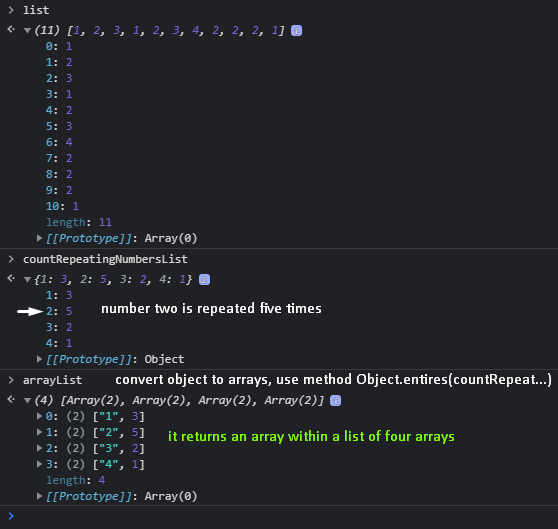 > list
(11) [1, 2, 3, 1, 2, 3, 4, 2, 2, 2, 1] i
0: 1
1: 2
2: 3
3: 1
4: 2
5: 3
6: 4
7: 2
8: 2
9: 2
10: 1
length: 11
[[Prototype]]: Array(0)
> countRepeatingNumbersList
{1: 3, 2: 5, 3: 2, 4: 1} i
1: 3
2: 5 number two is repeated five times
3: 2
4: 1
[[Prototype]]: Object
> arrayList convert object to arrays, use method Object.entires(countRepeat...)
(4) [Array(2), Array(2), Array(2), Array(2)] i
0: (2) ["1", 3]
1: (2) ["2", 5] it returns an array within a list of four arrays
2: (2) ["3", 2]
3: (2) ["4", 1]
length: 4
[[Prototype]]: Array(0)
>